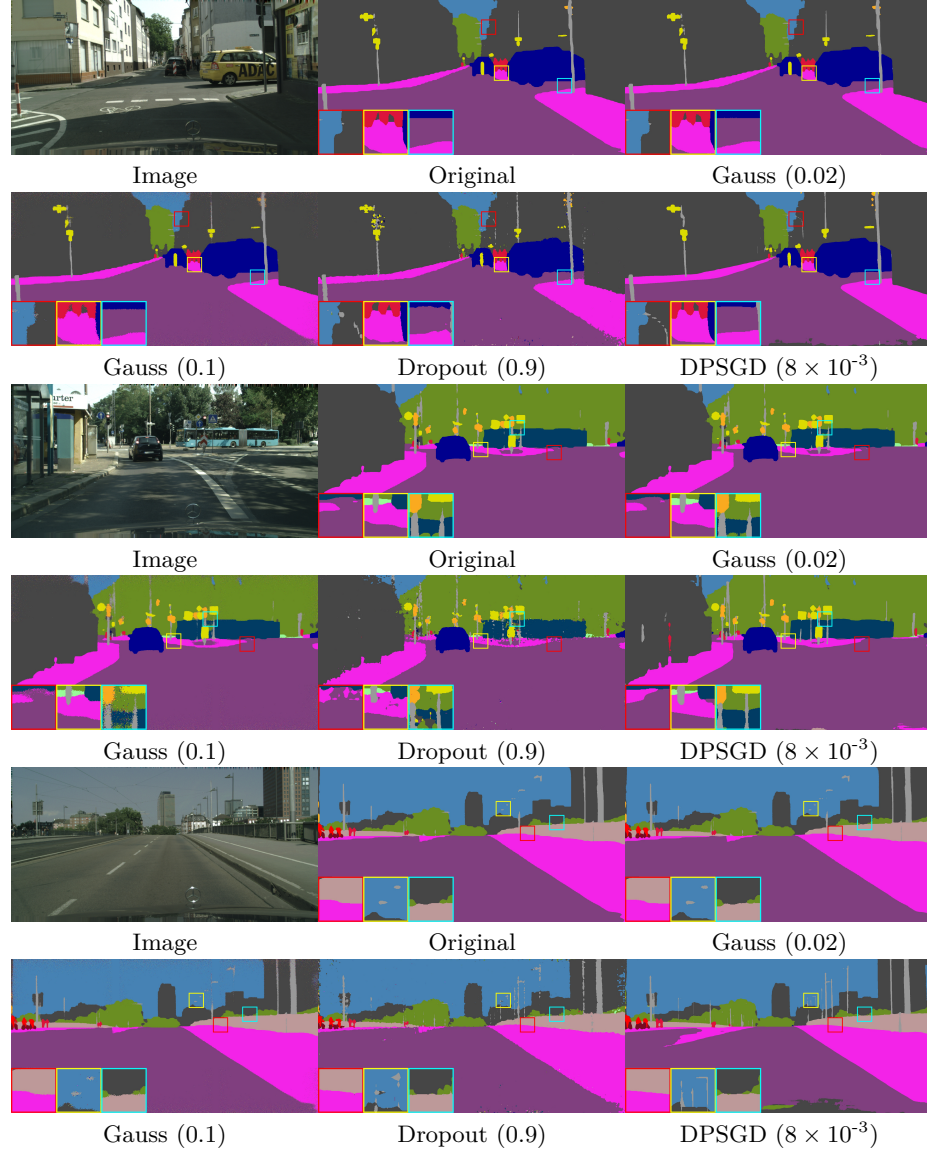 ADAC
Image Original Gauss (0.02)
Gauss (0.1) Dropout (0.9) DPSGD (8 × 10⁻³)
urter
Image Original Gauss (0.02)
Gauss (0.1) Dropout (0.9) DPSGD (8 × 10⁻³)
Image Original Gauss (0.02)
Gauss (0.1) Dropout (0.9) DPSGD (8 × 10⁻³)